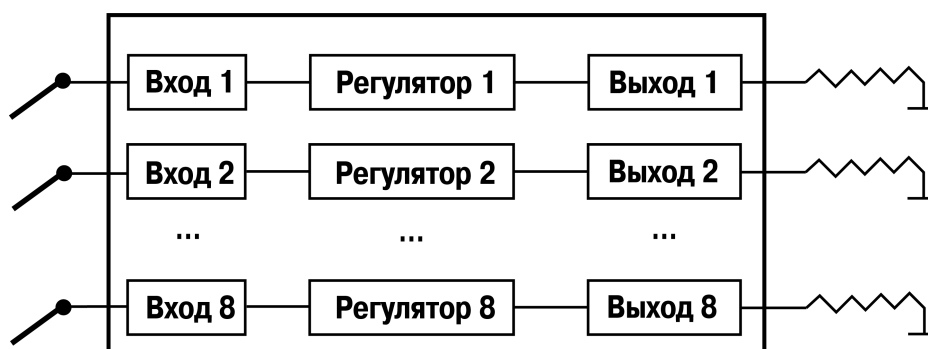 Вход 1 Регулятор 1 Выход 1
Вход 2 Регулятор 2 Выход 2
... ... ...
Вход 8 Регулятор 8 Выход 8